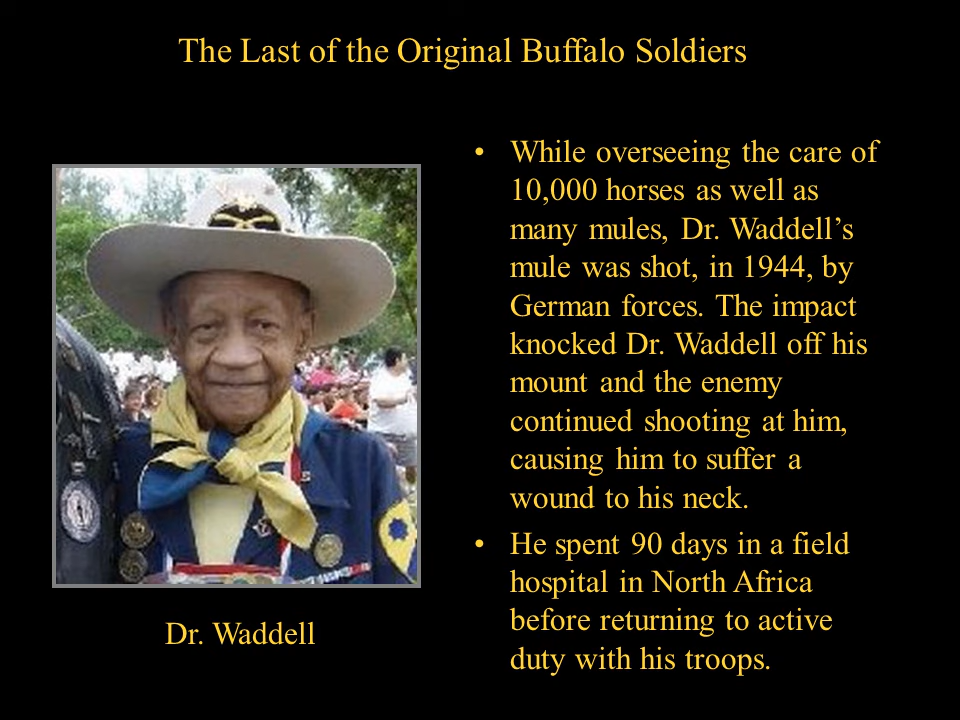 The Last of the Original Buffalo Soldiers
• While overseeing the care of
10,000 horses as well as
many mules, Dr. Waddell’s
mule was shot, in 1944, by
German forces. The impact
knocked Dr. Waddell off his
mount and the enemy
continued shooting at him,
causing him to suffer a
wound to his neck.
• He spent 90 days in a field
hospital in North Africa
before returning to active
duty with his troops.
Dr. Waddell